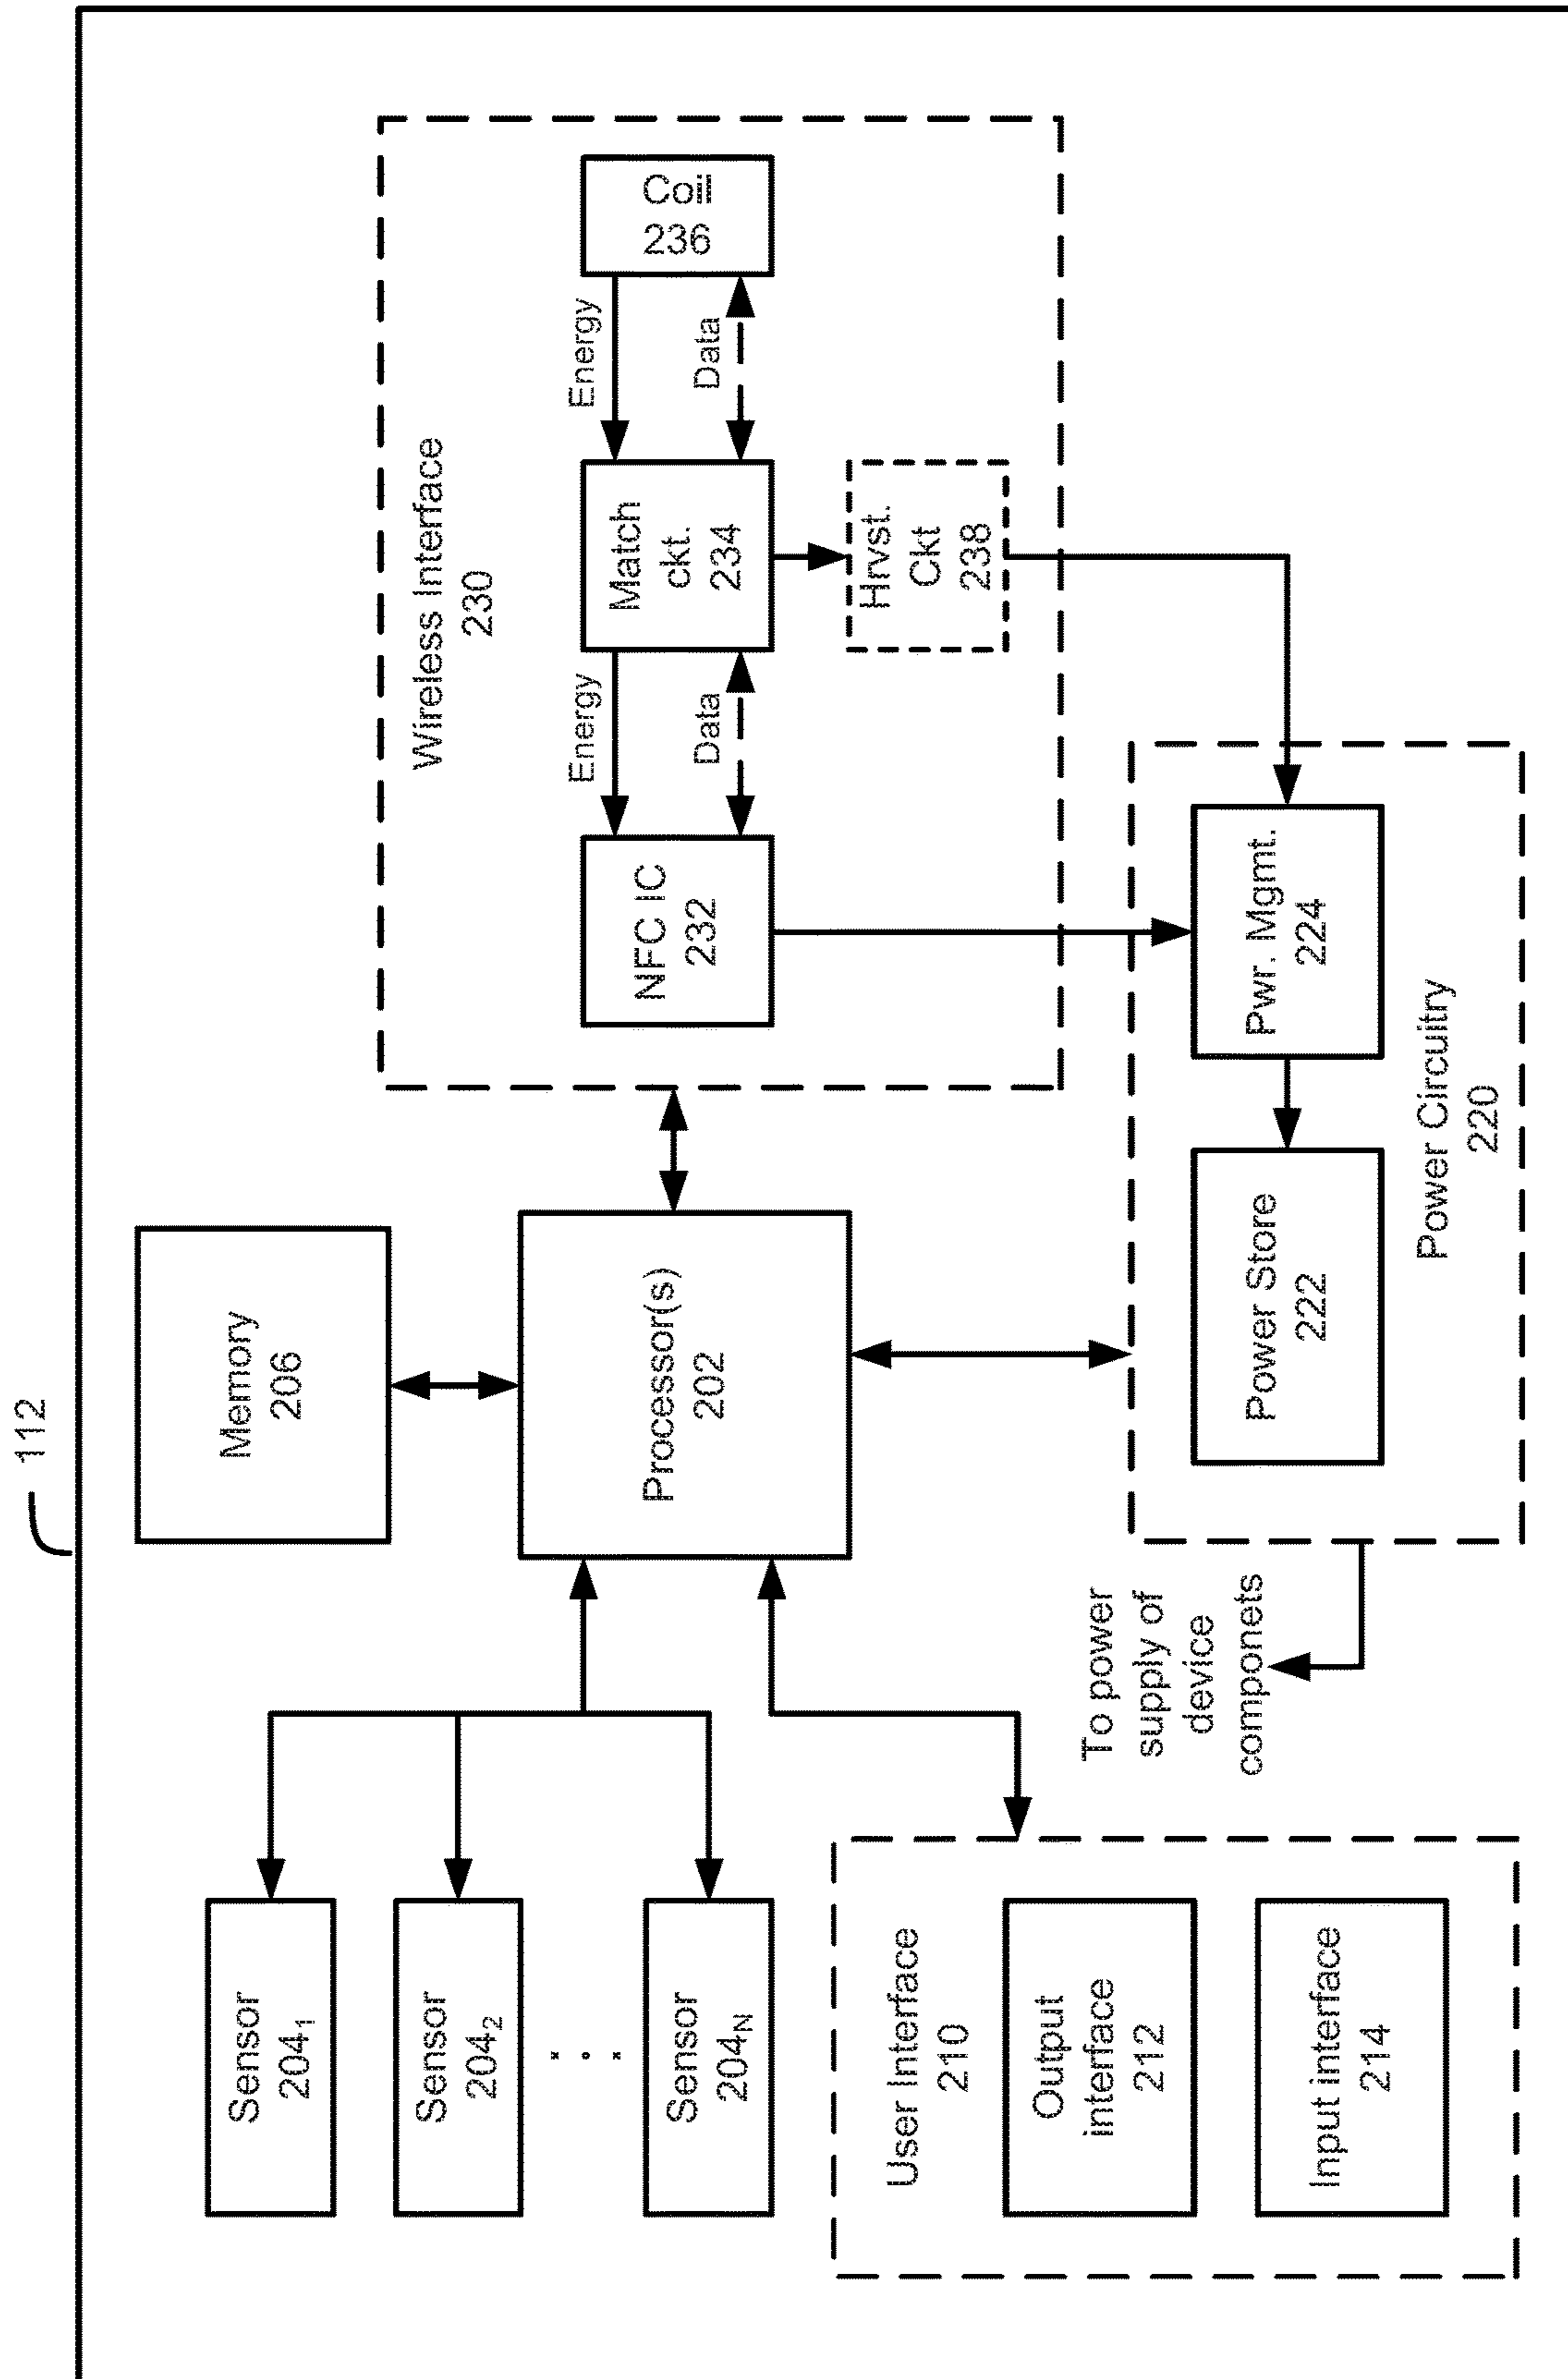 112
Sensor
204₁
Sensor
204₂
Sensor
204N
Memory
206
Processor(s)
202
Wireless Interface
230
NFC IC
232
Energy
Data
Match
ckt.
234
Energy
Data
Coil
236
Hrvst.
Ckt
238
User Interface
210
Output
interface
212
Input interface
214
To power
supply of
device
componets
Power Store
222
Pwr. Mgmt.
224
Power Circuitry
220